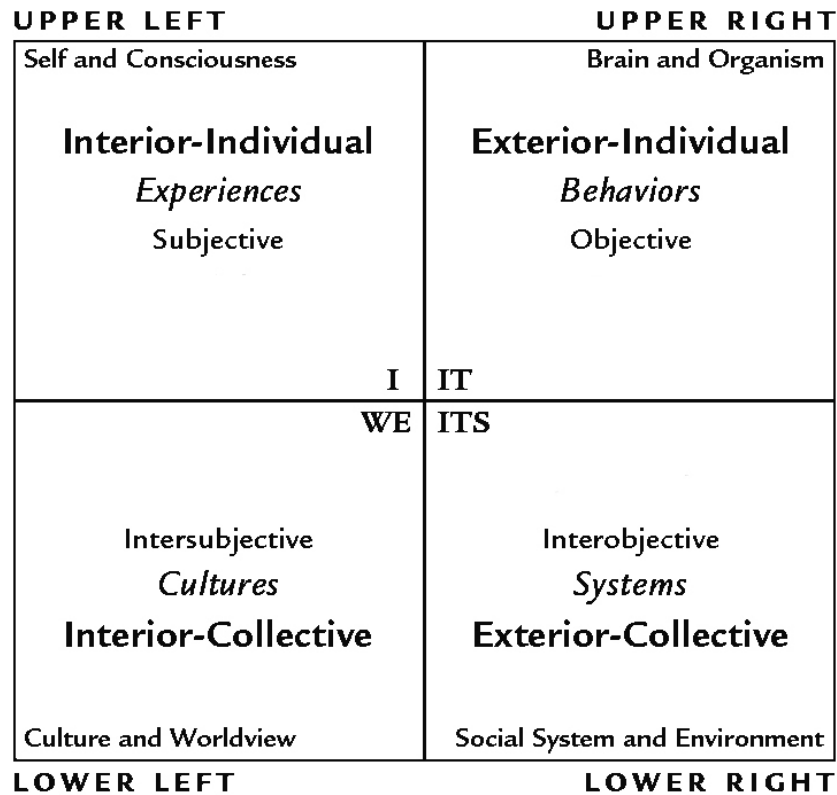 UPPER LEFT
UPPER RIGHT
Self and Consciousness
Brain and Organism
Interior-Individual
Experiences
Subjective
Exterior-Individual
Behaviors
Objective
I
IT
WE
ITS
Intersubjective
Cultures
Interior-Collective
Interobjective
Systems
Exterior-Collective
Culture and Worldview
Social System and Environment
LOWER LEFT
LOWER RIGHT